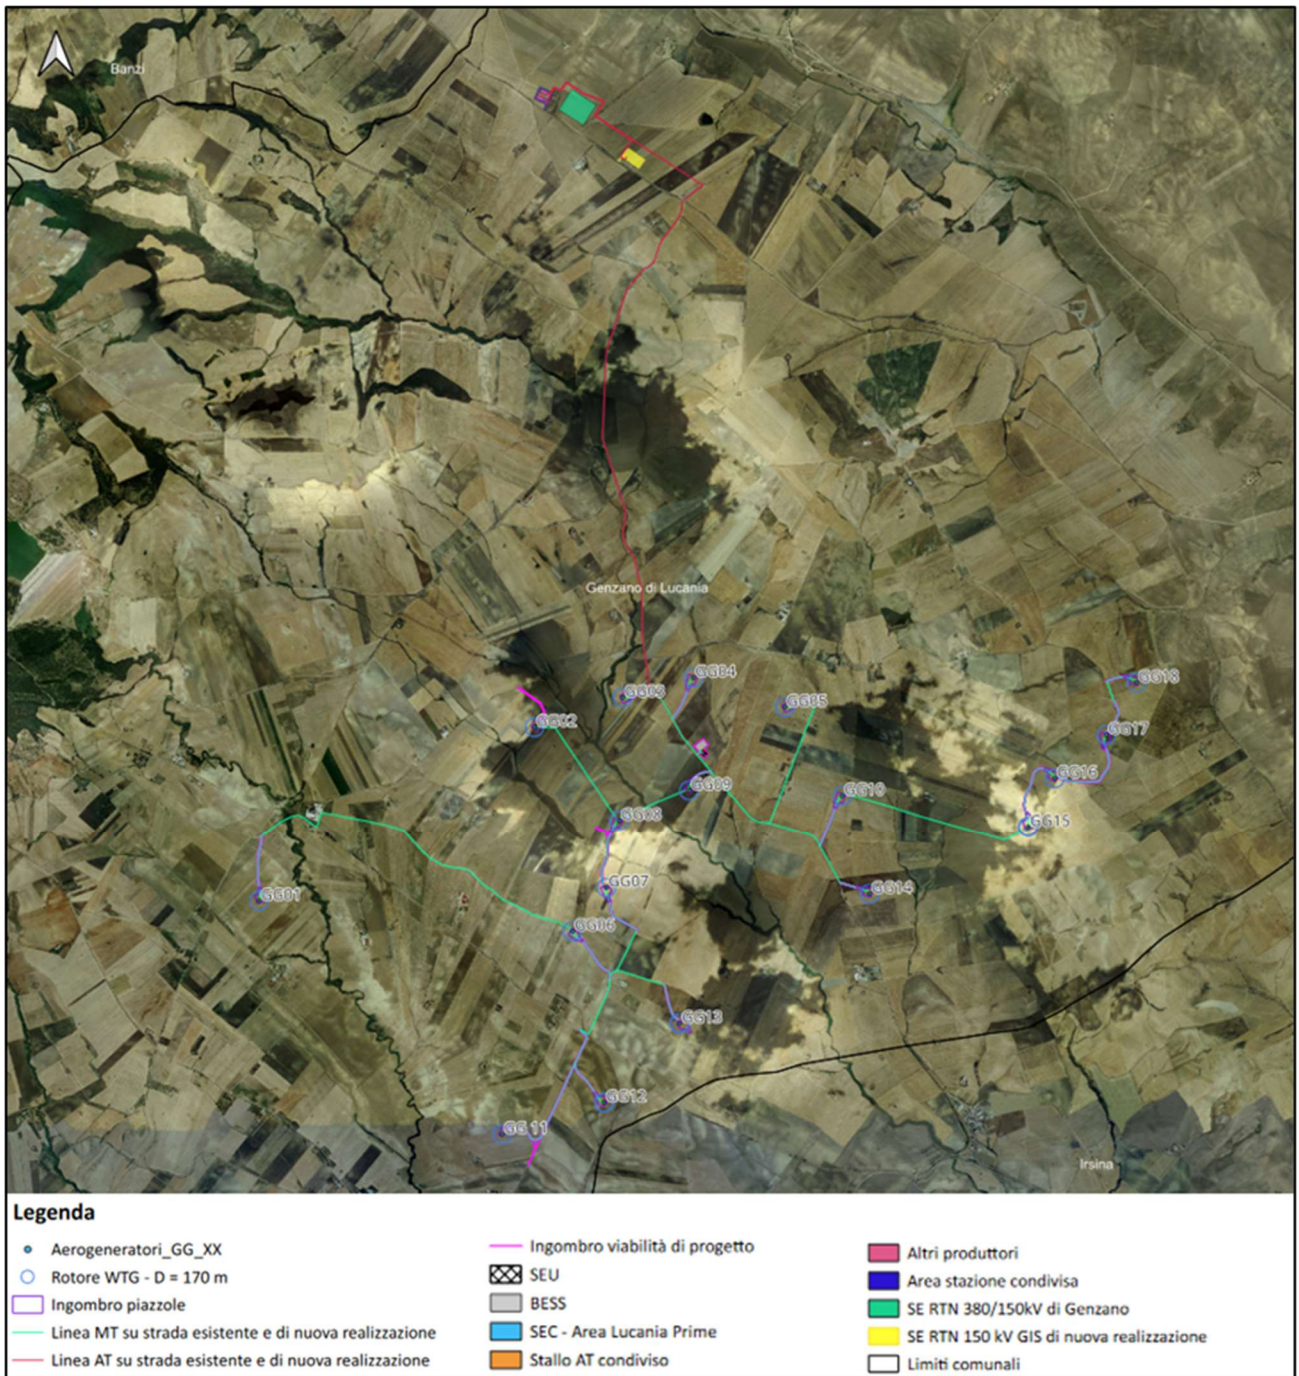 Banzi
Genzano di Lucania
GG03
GG04
GG18
GG05
GG02
GG17
GG16
GG09
GG10
GG08
GG15
GG07
GG14
GG01
GG06
GG13
GG12
GG 11
Irsina
Legenda
Aerogeneratori_GG_XX
Rotore WTG - D = 170 m
Ingombro piazzole
Linea MT su strada esistente e di nuova realizzazione
Linea AT su strada esistente e di nuova realizzazione
Ingombro viabilità di progetto
SEU
BESS
SEC - Area Lucania Prime
Stallo AT condiviso
Altri produttori
Area stazione condivisa
SE RTN 380/150kV di Genzano
SE RTN 150 kV GIS di nuova realizzazione
Limiti comunali